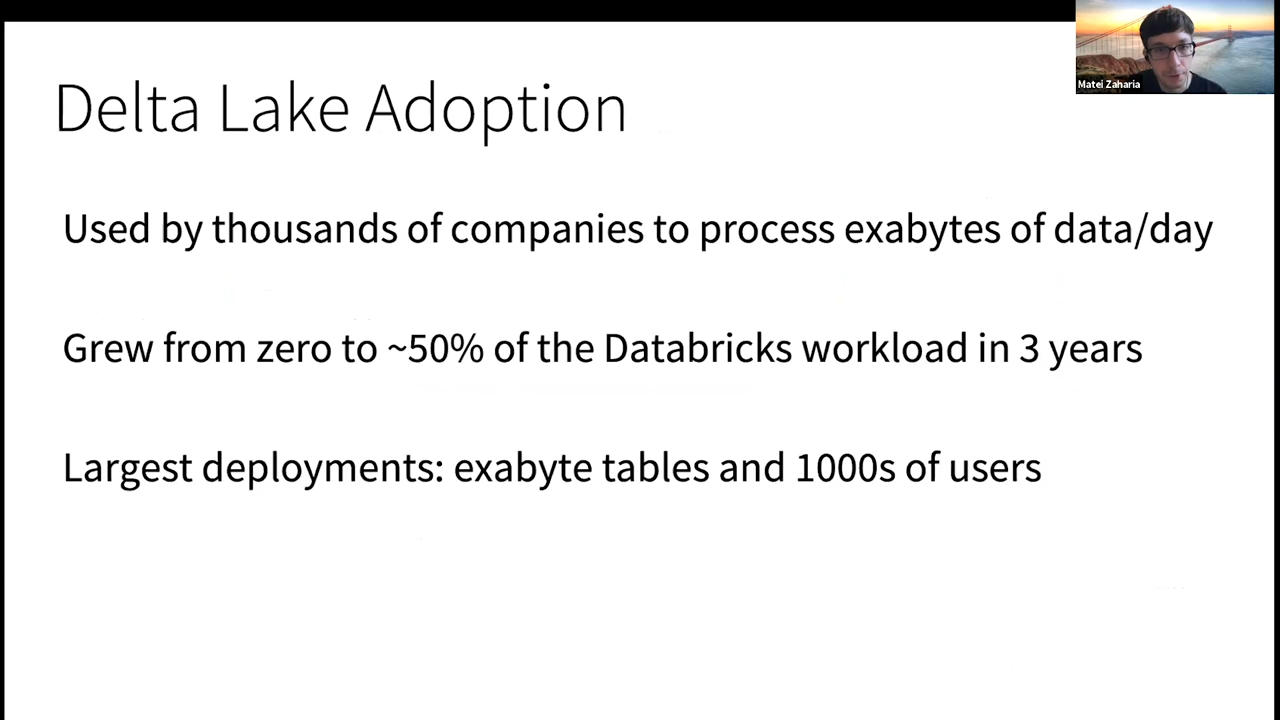 Matei Zaharia
Delta Lake Adoption
Used by thousands of companies to process exabytes of data/day
Grew from zero to ~50% of the Databricks workload in 3 years
Largest deployments: exabyte tables and 1000s of users